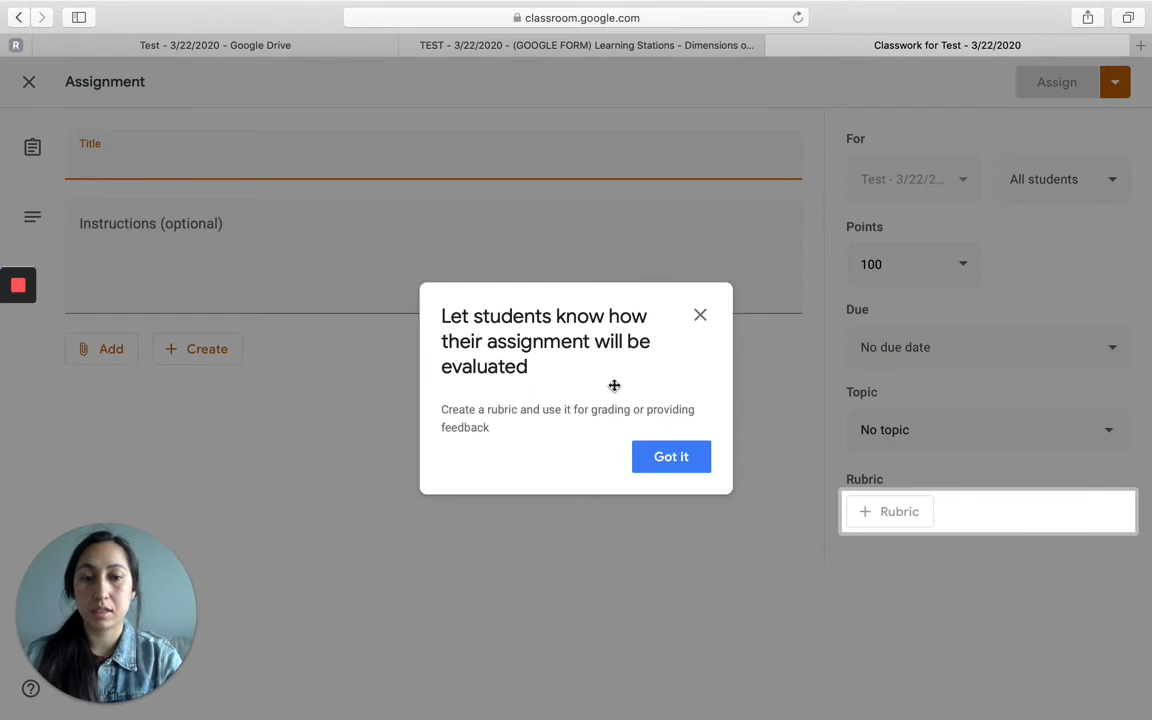 classroom.google.com
R
Test - 3/22/2020 - Google Drive
TEST - 3/22/2020 - (GOOGLE FORM) Learning Stations - Dimensions o...
Classwork for Test - 3/22/2020
Assignment
Assign
Title
Instructions (optional)
Add
Create
For
Test - 3/22/2...
All students
Points
100
Due
No due date
Topic
No topic
Rubric
Rubric
Let students know how
their assignment will be
evaluated
Create a rubric and use it for grading or providing
feedback
Got it